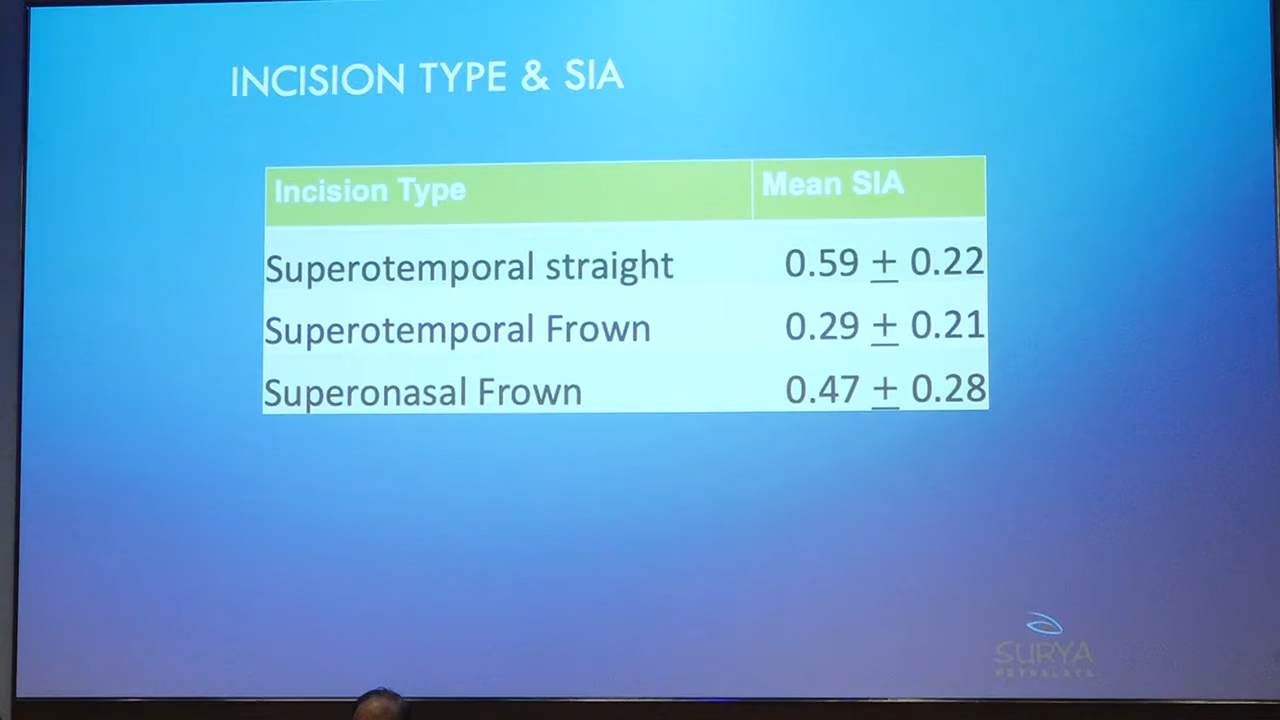 INCISION TYPE & SIA
Incision Type Mean SIA
Superotemporal straight 0.59 ± 0.22
Superotemporal Frown 0.29 ± 0.21
Superonasal Frown 0.47 ± 0.28
SURYA
NETRALAYA